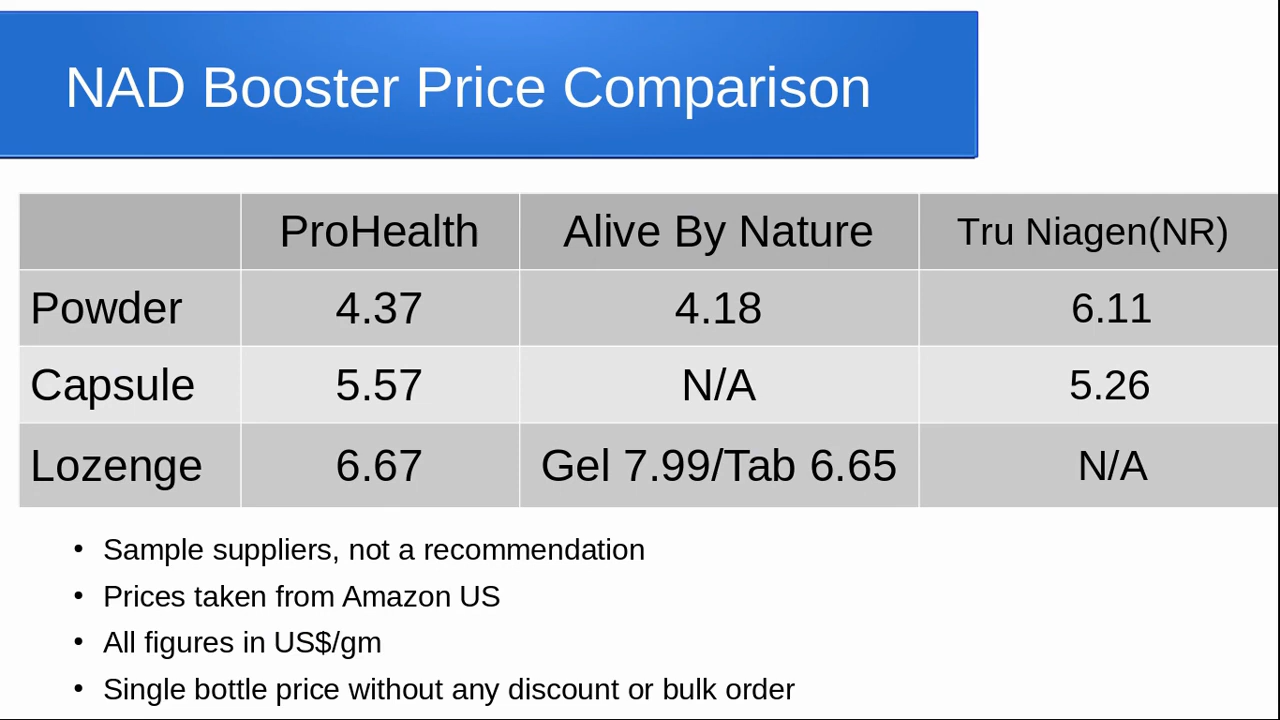 NAD Booster Price Comparison
ProHealth Alive By Nature Tru Niagen(NR)
Powder 4.37 4.18 6.11
Capsule 5.57 N/A 5.26
Lozenge 6.67 Gel 7.99/Tab 6.65 N/A
• Sample suppliers, not a recommendation
• Prices taken from Amazon US
• All figures in US$/gm
• Single bottle price without any discount or bulk order